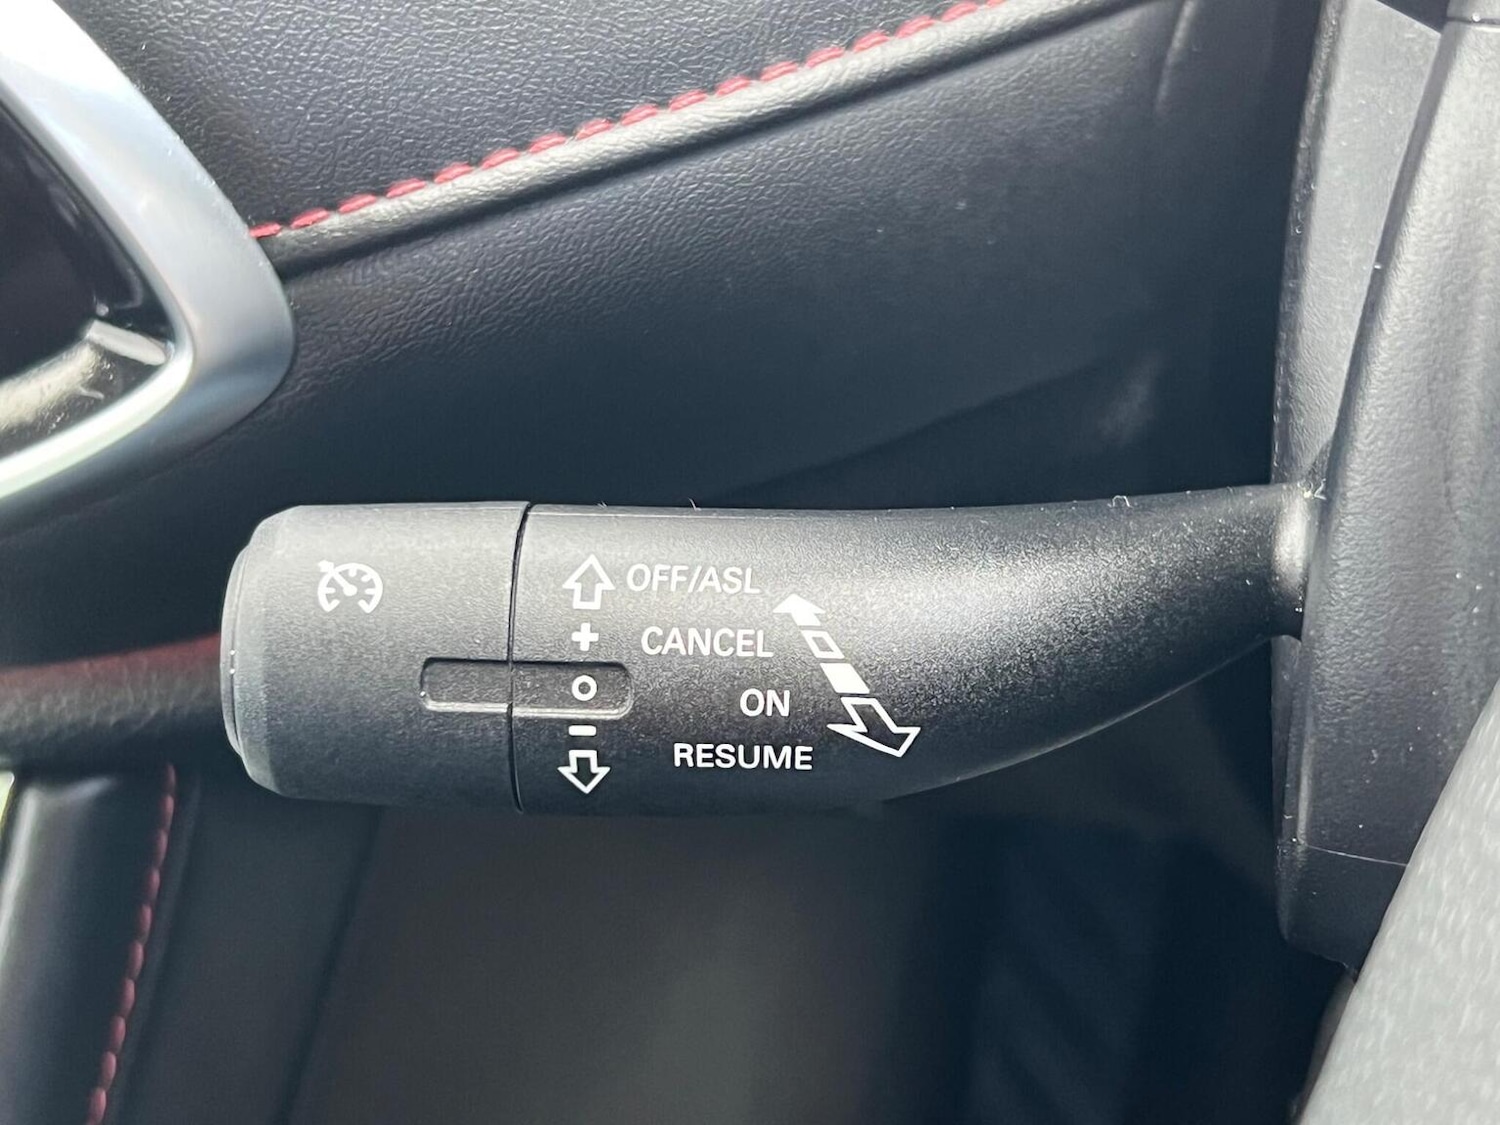 OFF/ASL
+ CANCEL
O ON
− RESUME